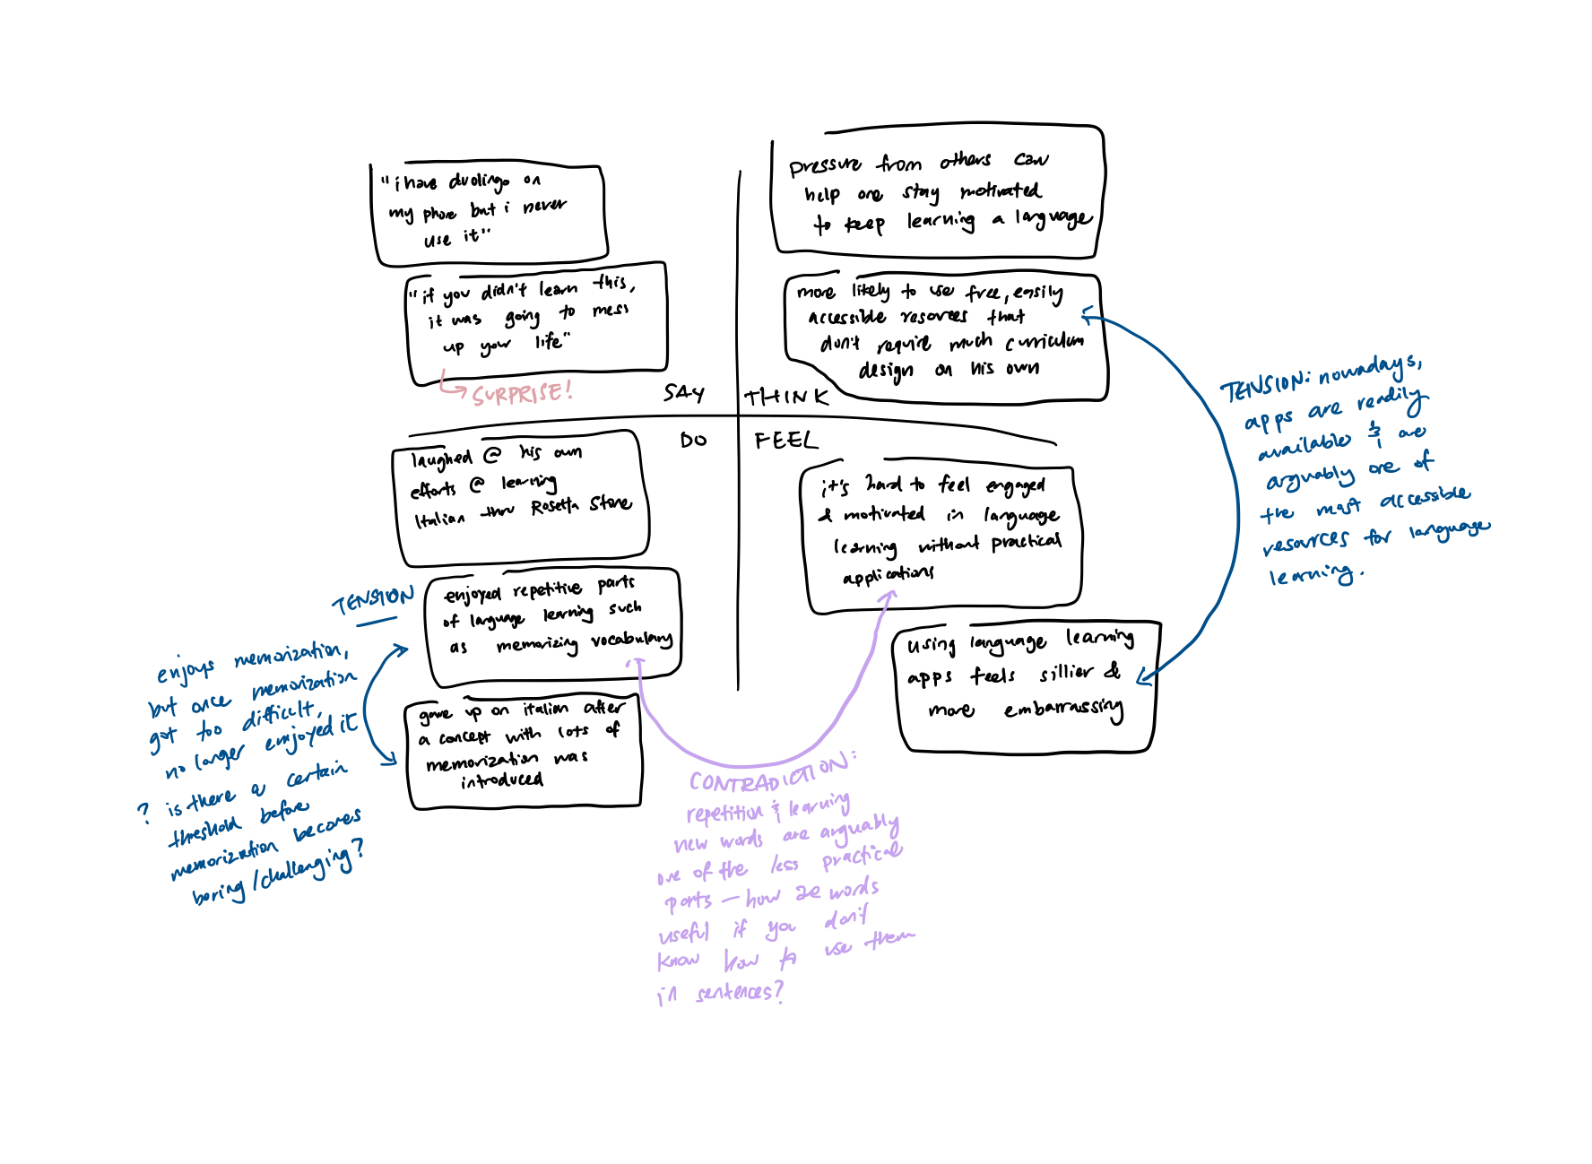 "i have duolingo on
my phone but i never
use it"
"if you didn't learn this,
it was going to mess
up your life"
SURPRISE!
SAY
pressure from others can
help one stay motivated
to keep learning a language
more likely to use free, easily
accessible resources that
don't require much curriculum
design on his own
THINK
DO
laughed @ his own
efforts @ learning
Italian thru Rosetta Stone
enjoyed repetitive parts
of language learning such
as memorizing vocabulary
gave up on italian after
a concept with lots of
memorization was
introduced
FEEL
it's hard to feel engaged
& motivated in language
learning without practical
applications
using language learning
apps feels sillier &
more embarrassing
TENSION
enjoys memorization,
but once memorization
got too difficult,
no longer enjoyed it
? is there a certain
threshold before
memorization becomes
boring/challenging?
CONTRADICTION:
repetition & learning
new words are arguably
one of the less practical
parts – how are words
useful if you don't
know how to use them
in sentences?
TENSION: nowadays,
apps are readily
available & are
arguably one of
the most accessible
resources for language
learning.